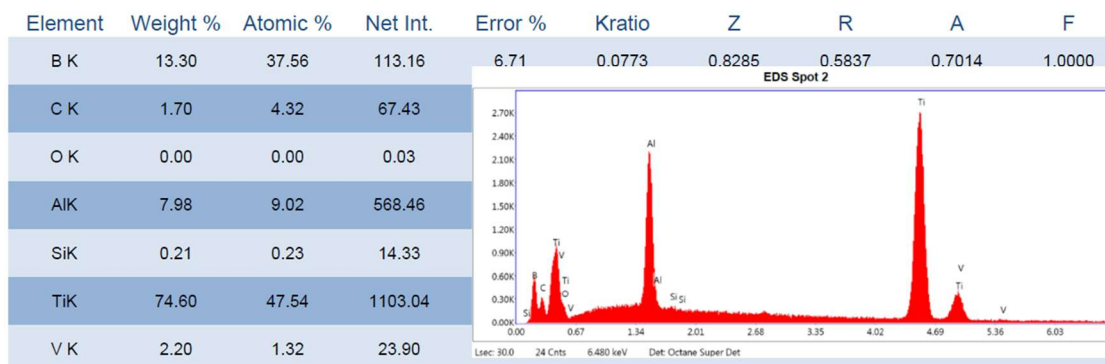 Element Weight % Atomic % Net Int. Error % Kratio Z R A F
B K 13.30 37.56 113.16 6.71 0.0773 0.8285 0.5837 0.7014 1.0000
C K 1.70 4.32 67.43
O K 0.00 0.00 0.03
AlK 7.98 9.02 568.46
SiK 0.21 0.23 14.33
TiK 74.60 47.54 1103.04
V K 2.20 1.32 23.90
EDS Spot 2
2.70K
2.40K
2.10K
1.80K
1.50K
1.20K
0.90K
0.60K
0.30K
0.00K
Si
B
C
Ti
V
Ti
O
V
Al
Al
Si Si
Ti
V
Ti
V
0.00 0.67 1.34 2.01 2.68 3.35 4.02 4.69 5.36 6.03
Lsec: 30.0 24 Cnts 6.480 keV Det: Octane Super Det